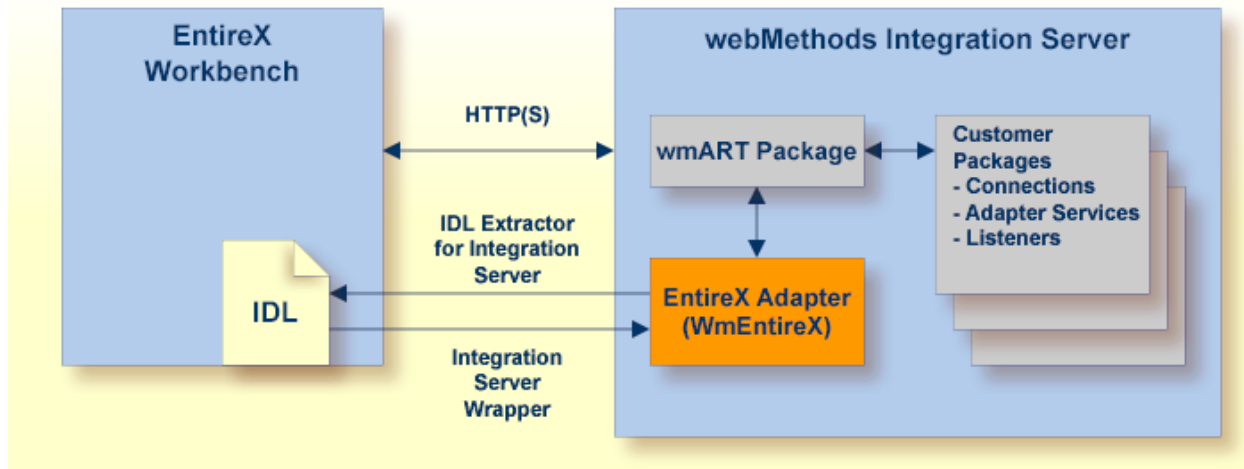 EntireX
Workbench
webMethods Integration Server
HTTP(S)
wmART Package
Customer
Packages
- Connections
- Adapter Services
- Listeners
IDL Extractor
for Integration
Server
IDL
EntireX Adapter
(WmEntireX)
Integration
Server
Wrapper